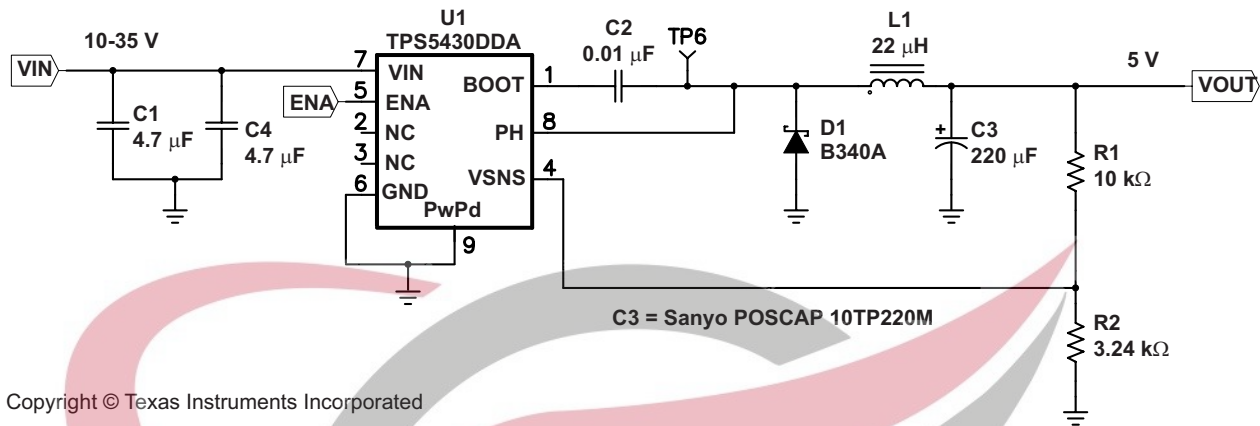 U1
TPS5430DDA
10-35 V
VIN
C1
4.7 μF
C4
4.7 μF
ENA
7
5
2
3
6
VIN
ENA
NC
NC
GND
BOOT
PH
VSNS
PwPd
1
8
4
9
C2
0.01 μF
TP6
L1
22 μH
5 V
VOUT
D1
B340A
C3
220 μF
+
R1
10 kΩ
R2
3.24 kΩ
C3 = Sanyo POSCAP 10TP220M
Copyright © Texas Instruments Incorporated